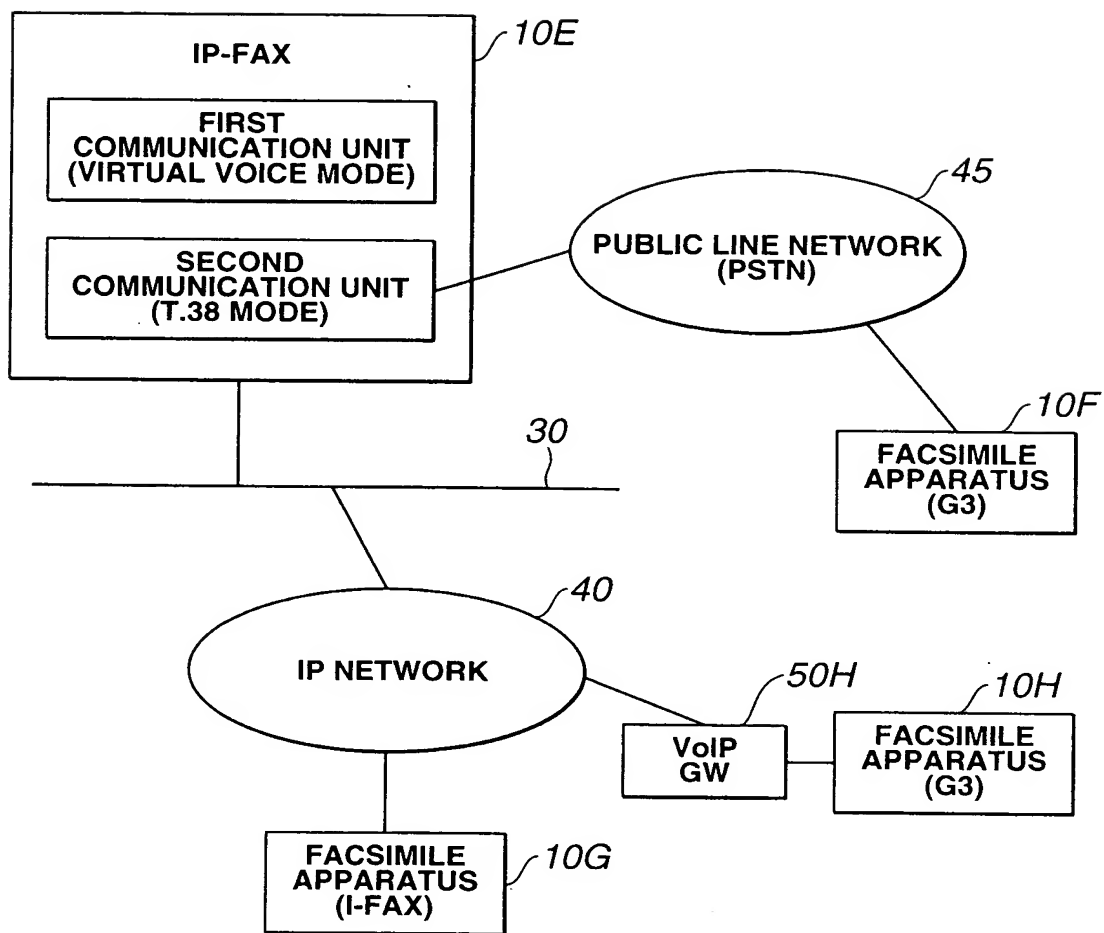 10E
IP-FAX
FIRST
COMMUNICATION UNIT
(VIRTUAL VOICE MODE)
45
PUBLIC LINE NETWORK
(PSTN)
SECOND
COMMUNICATION UNIT
(T.38 MODE)
10F
FACSIMILE
APPARATUS
(G3)
30
40
IP NETWORK
50H
10H
VoIP
GW
FACSIMILE
APPARATUS
(G3)
10G
FACSIMILE
APPARATUS
(I-FAX)